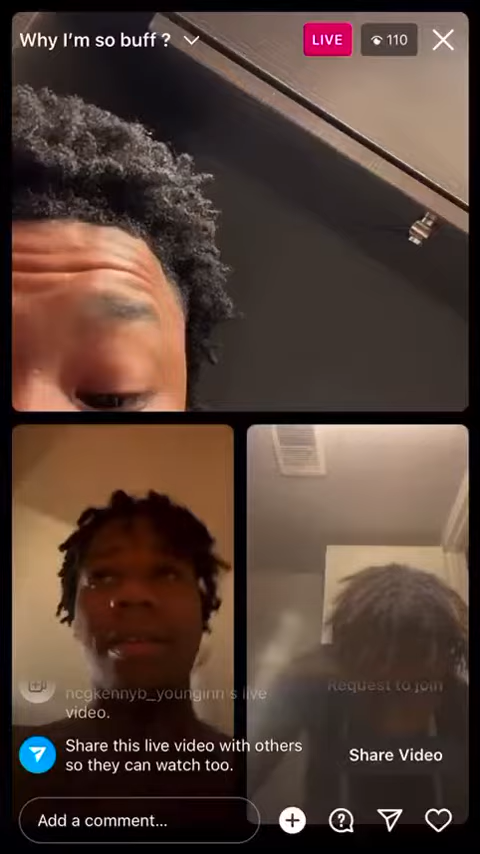 Why I'm so buff ?
LIVE
110
ncgkennyb_younginn's live
video.
Request to join
Share this live video with others
so they can watch too.
Share Video
Add a comment...